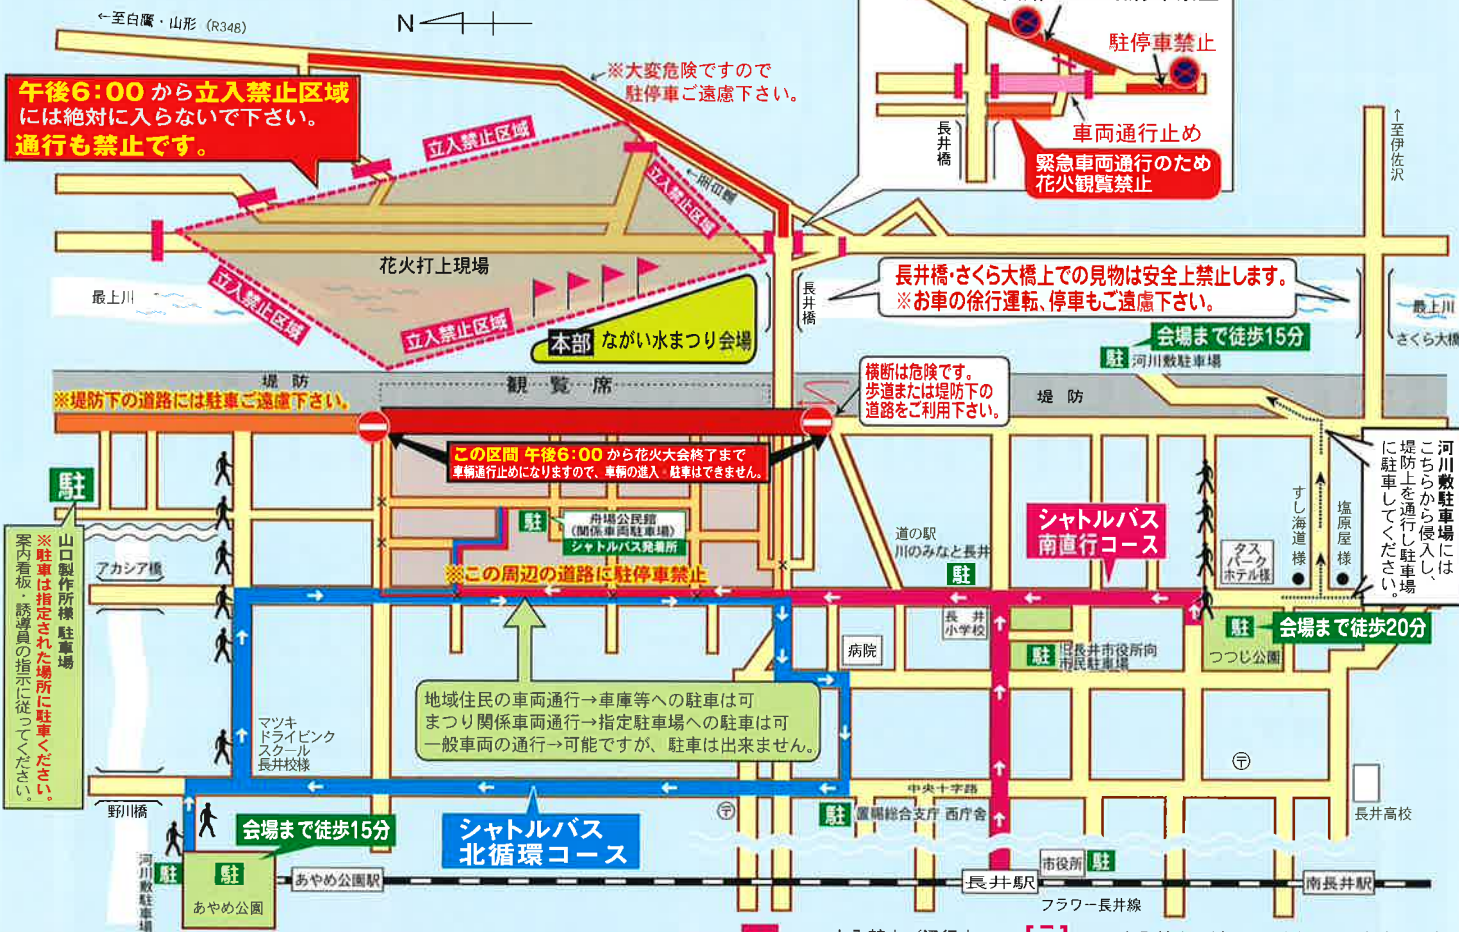 ←至白鷹・山形 (R348)
N
駐停車禁止
長井橋
車両通行止め
緊急車両通行のため
花火観覧禁止
午後6:00から立入禁止区域
には絶対に入らないで下さい。
通行も禁止です。
※大変危険ですので
駐停車ご遠慮下さい。
←至伊佐沢
立入禁止区域
立入禁止区域
立入禁止区域
立入禁止区域
花火打上現場
最上川
長井橋
長井橋・さくら大橋上での見物は安全上禁止します。
※お車の徐行運転、停車もご遠慮下さい。
最上川
さくら大橋
本部 ながい水まつり会場
会場まで徒歩15分
駐 河川敷駐車場
堤防
観覧席
堤防
※堤防下の道路には駐車ご遠慮下さい。
横断は危険です。
歩道または堤防下の
道路をご利用下さい。
この区間 午後6:00から花火大会終了まで
車輌通行止めになりますので、車輌の進入・駐車はできません。
河川敷駐車場には
こちらから侵入し、
堤防上を通行し駐車場
に駐車してください。
駐
山口製作所様 駐車場
※駐車は指定された場所に駐車ください。
案内看板・誘導員の指示に従ってください。
駐
舟場公民館
(関係車両駐車場)
シャトルバス発着所
※この周辺の道路に駐停車禁止
道の駅
川のみなと長井
駐
シャトルバス
南直行コース
タス
パーク
ホテル様
すし海道 様
塩原屋 様
アカシア橋
長井
小学校
病院
駐
旧長井市役所向
市民駐車場
駐
つつじ公園
会場まで徒歩20分
地域住民の車両通行→車庫等への駐車は可
まつり関係車両通行→指定駐車場への駐車は可
一般車両の通行→可能ですが、駐車は出来ません。
マツキ
ドライビンク
スクール
長井校様
野川橋
中央十字路
〒
〒
駐 置賜総合支庁 西庁舎
長井高校
会場まで徒歩15分
シャトルバス
北循環コース
河川敷駐車場
駐
駐
あやめ公園
あやめ公園駅
長井駅
市役所 駐
フラワー長井線
南長井駅